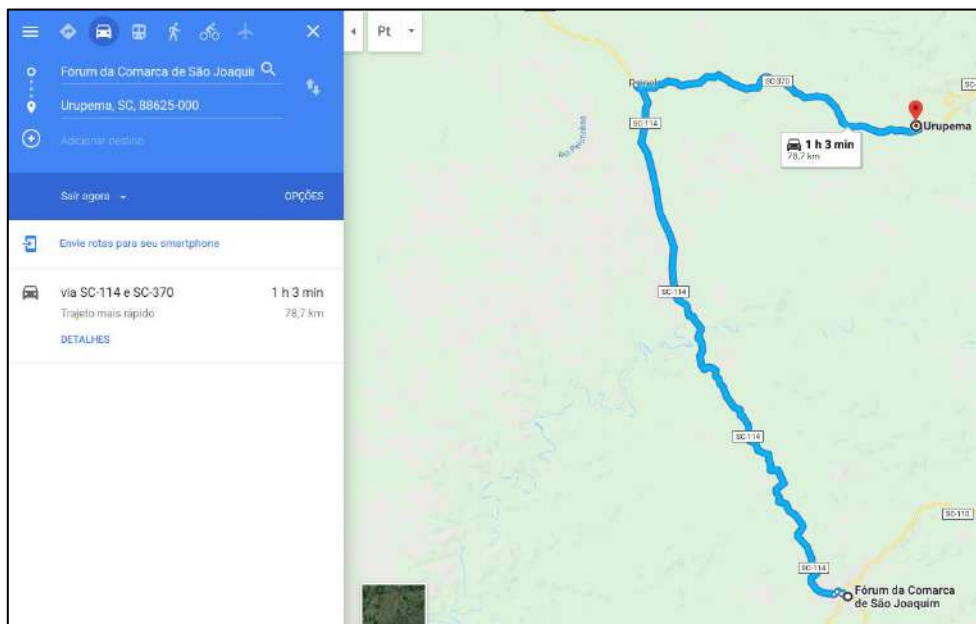 Pt
Fórum da Comarca de São Joaquin
Urupema, SC, 88625-000
Adicionar destino
Sair agora
OPÇÕES
Envie rotas para seu smartphone
via SC-114 e SC-370
1 h 3 min
Trajeto mais rápido
78,7 km
DETALHES
Painel
SC-370
SC-114
Urupema
1 h 3 min
78,7 km
SC-114
SC-114
SC-110
SC-114
Fórum da Comarca
de São Joaquim